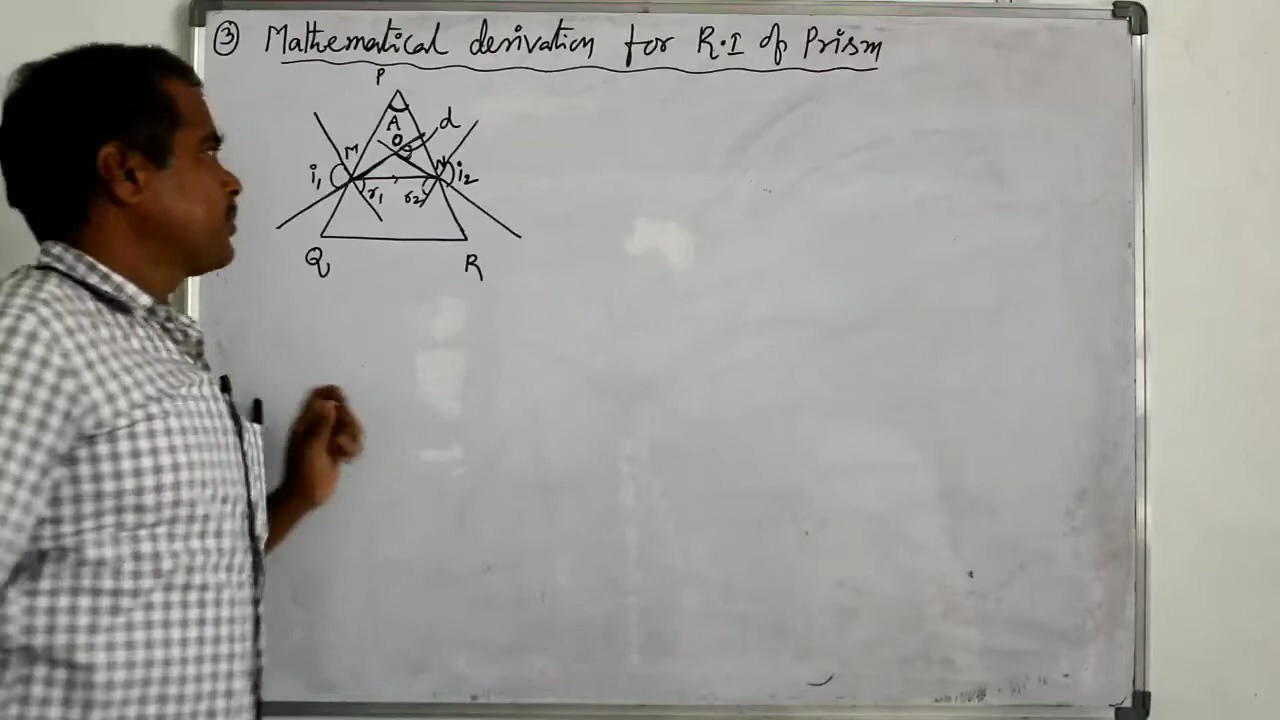 ③ Mathematical derivation for R.I of Prism
P
A
d
O
M
N
i₁
i₂
r₁
r₂
Q
R